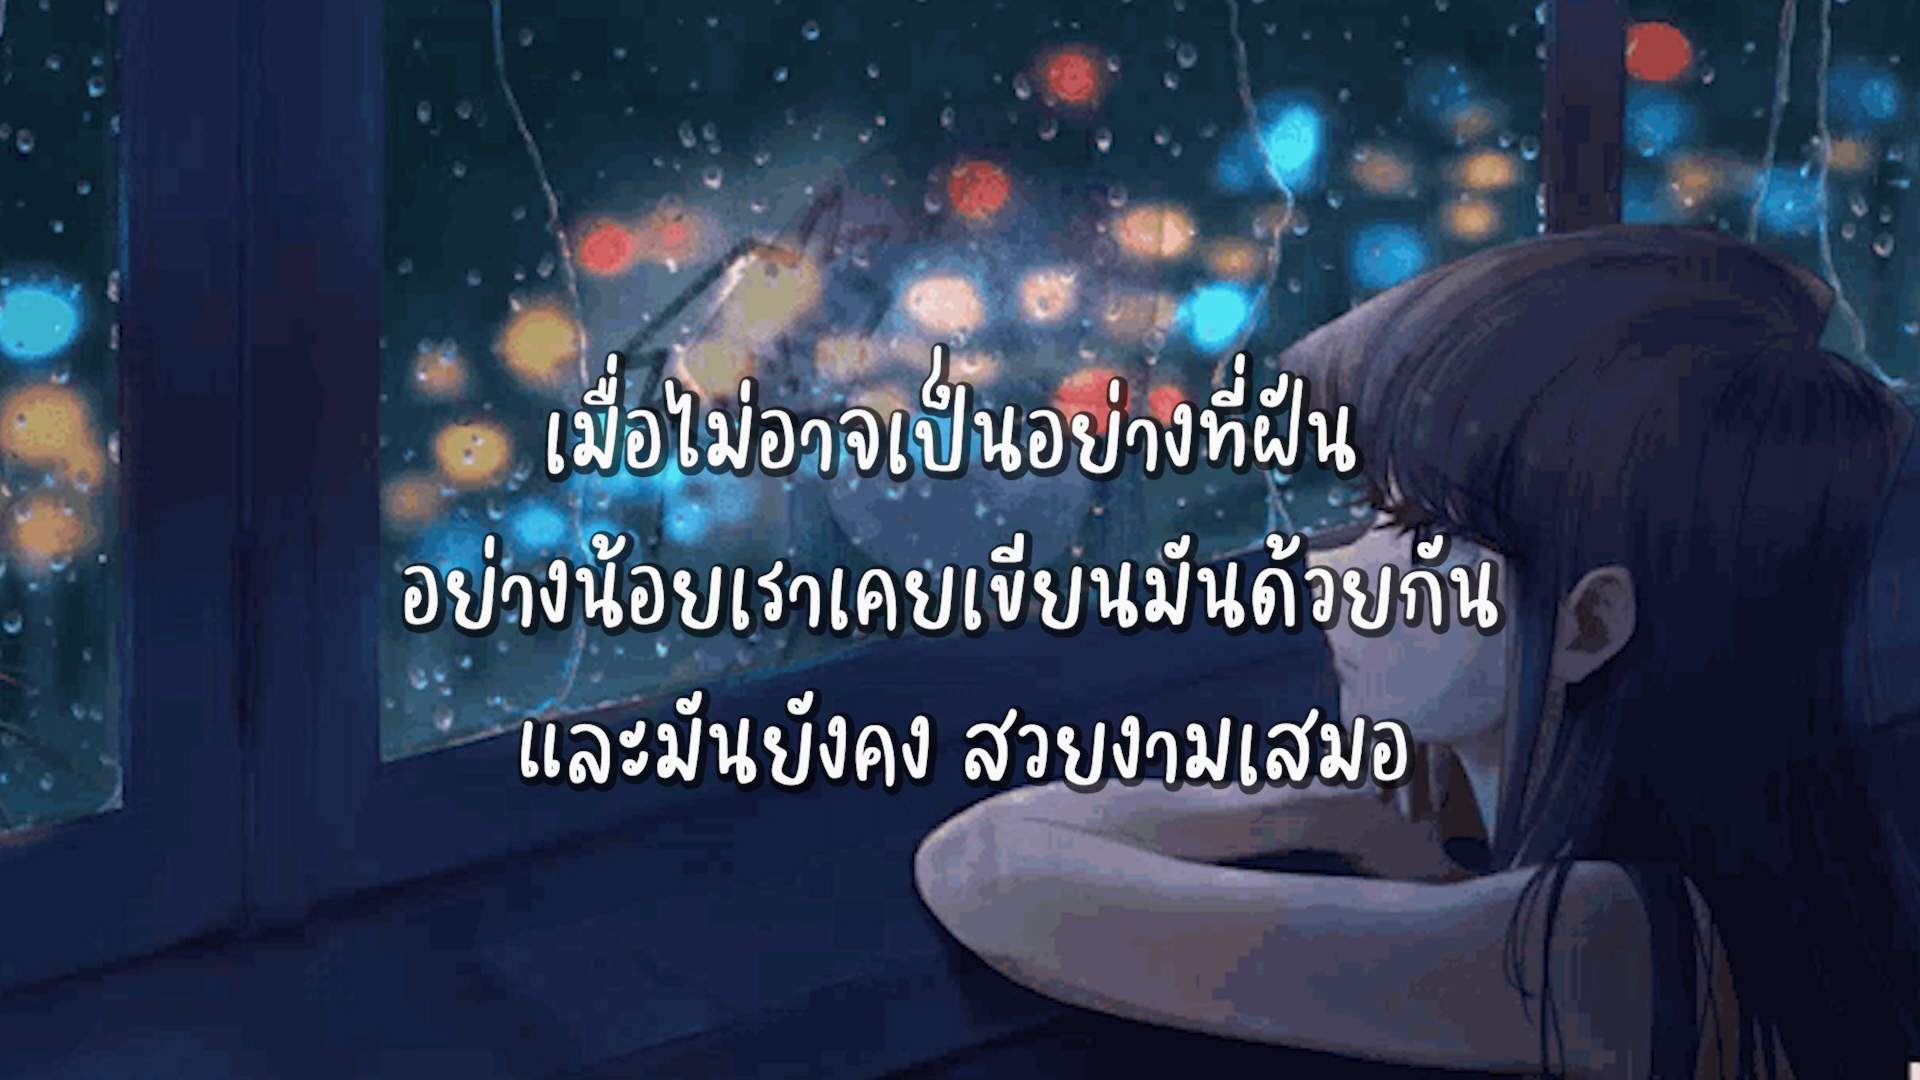 เมื่อไม่อาจเป็นอย่างที่ฝัน
อย่างน้อยเราเคยเขียนมันด้วยกัน
และมันยังคง สวยงามเสมอ